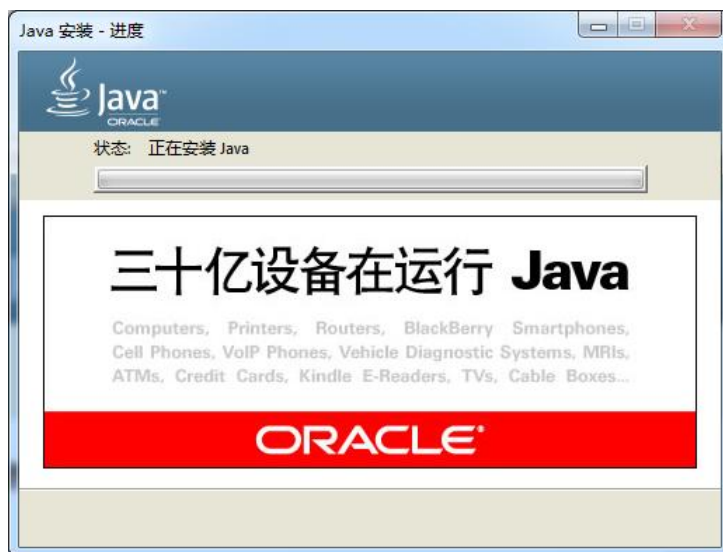 Java 安装 - 进度
Java™
ORACLE
状态: 正在安装 Java
三十亿设备在运行 Java
Computers, Printers, Routers, BlackBerry Smartphones,
Cell Phones, VoIP Phones, Vehicle Diagnostic Systems, MRIs,
ATMs, Credit Cards, Kindle E-Readers, TVs, Cable Boxes...
ORACLE®